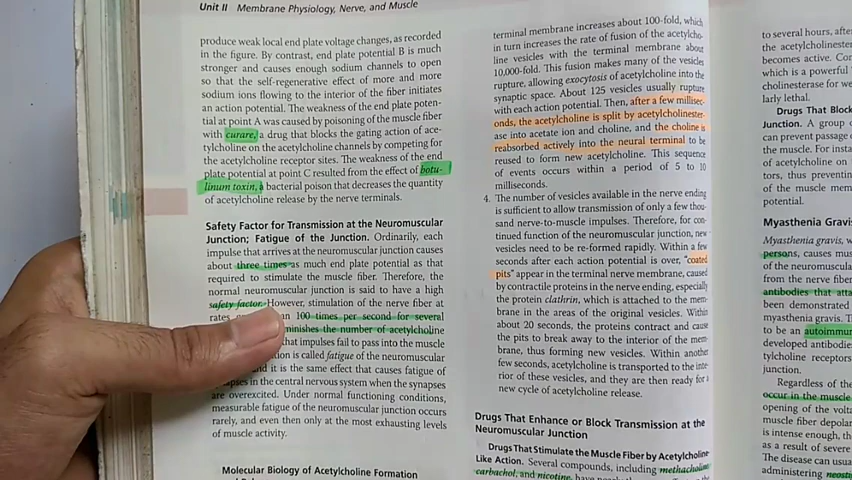 Unit II Membrane Physiology, Nerve, and Muscle
produce weak local end plate voltage changes, as recorded
in the figure. By contrast, end plate potential B is much
stronger and causes enough sodium channels to open
so that the self-regenerative effect of more and more
sodium ions flowing to the interior of the fiber initiates
an action potential. The weakness of the end plate poten-
tial at point A was caused by poisoning of the muscle fiber
with curare, a drug that blocks the gating action of ace-
tylcholine on the acetylcholine channels by competing for
the acetylcholine receptor sites. The weakness of the end
plate potential at point C resulted from the effect of botu-
linum toxin, a bacterial poison that decreases the quantity
of acetylcholine release by the nerve terminals.
Safety Factor for Transmission at the Neuromuscular
Junction; Fatigue of the Junction. Ordinarily, each
impulse that arrives at the neuromuscular junction causes
about three times as much end plate potential as that
required to stimulate the muscle fiber. Therefore, the
normal neuromuscular junction is said to have a high
safety factor. However, stimulation of the nerve fiber at
rates an 100 times per second for several
minishes the number of acetylcholine
that impulses fail to pass into the muscle
tion is called fatigue of the neuromuscular
and it is the same effect that causes fatigue of
apses in the central nervous system when the synapses
are overexcited. Under normal functioning conditions,
measurable fatigue of the neuromuscular junction occurs
rarely, and even then only at the most exhausting levels
of muscle activity.
Molecular Biology of Acetylcholine Formation
terminal membrane increases about 100-fold, which
in turn increases the rate of fusion of the acetylcho-
line vesicles with the terminal membrane about
10,000-fold. This fusion makes many of the vesicles
rupture, allowing exocytosis of acetylcholine into the
synaptic space. About 125 vesicles usually rupture
with each action potential. Then, after a few millisec-
onds, the acetylcholine is split by acetylcholinester-
ase into acetate ion and choline, and the choline is
reabsorbed actively into the neural terminal to be
reused to form new acetylcholine. This sequence
of events occurs within a period of 5 to 10
milliseconds.
4. The number of vesicles available in the nerve ending
is sufficient to allow transmission of only a few thou-
sand nerve-to-muscle impulses. Therefore, for con-
tinued function of the neuromuscular junction, new
vesicles need to be re-formed rapidly. Within a few
seconds after each action potential is over, "coated
pits" appear in the terminal nerve membrane, caused
by contractile proteins in the nerve ending, especially
the protein clathrin, which is attached to the mem-
brane in the areas of the original vesicles. Within
about 20 seconds, the proteins contract and cause
the pits to break away to the interior of the mem-
brane, thus forming new vesicles. Within another
few seconds, acetylcholine is transported to the inte-
rior of these vesicles, and they are then ready for a
new cycle of acetylcholine release.
Drugs That Enhance or Block Transmission at the
Neuromuscular Junction
Drugs That Stimulate the Muscle Fiber by Acetylcholine
Like Action. Several compounds, including methacholine
carbachol, and nicotine, have
to several hours, afte
the acetylcholinester
becomes active. Con
which is a powerful
cholinesterase for we
larly lethal.
Drugs That Block
Junction. A group
can prevent passage
the muscle. For insta
of acetylcholine on
tors, thus preventin
of the muscle mem
potential.
Myasthenia Gravis
Myasthenia gravis, w
persons, causes mus
of the neuromuscular
from the nerve fiber
antibodies that atta
been demonstrated
myasthenia gravis. T
to be an autoimmun
developed antibodie
tylcholine receptors
junction.
Regardless of the
occur in the muscle
opening of the volta
muscle fiber depolar
is intense enough, the
as a result of severe
The disease can usua
administering neosti